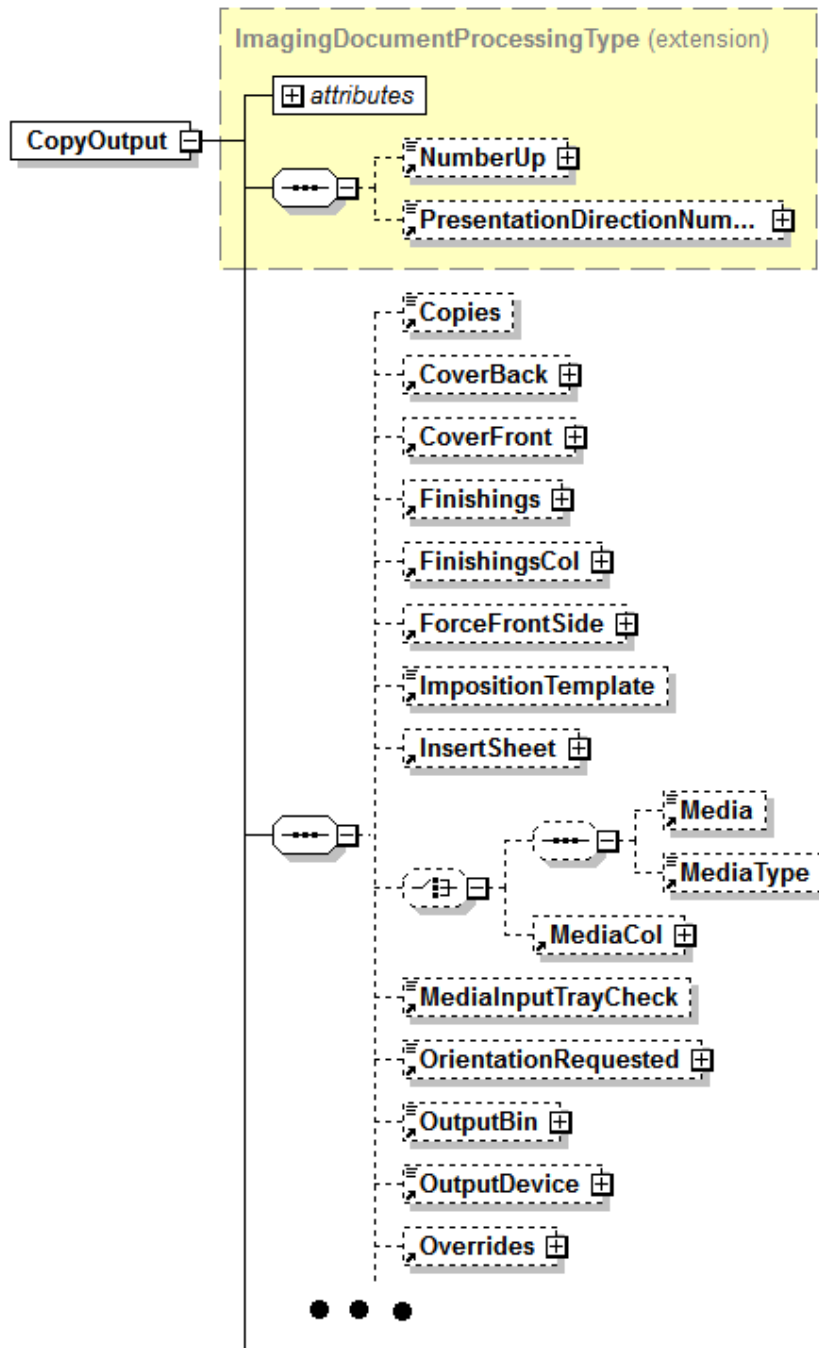 ImagingDocumentProcessingType (extension)
attributes
CopyOutput
NumberUp
PresentationDirectionNum...
Copies
CoverBack
CoverFront
Finishings
FinishingsCol
ForceFrontSide
ImpositionTemplate
InsertSheet
Media
MediaType
MediaCol
MediaInputTrayCheck
OrientationRequested
OutputBin
OutputDevice
Overrides